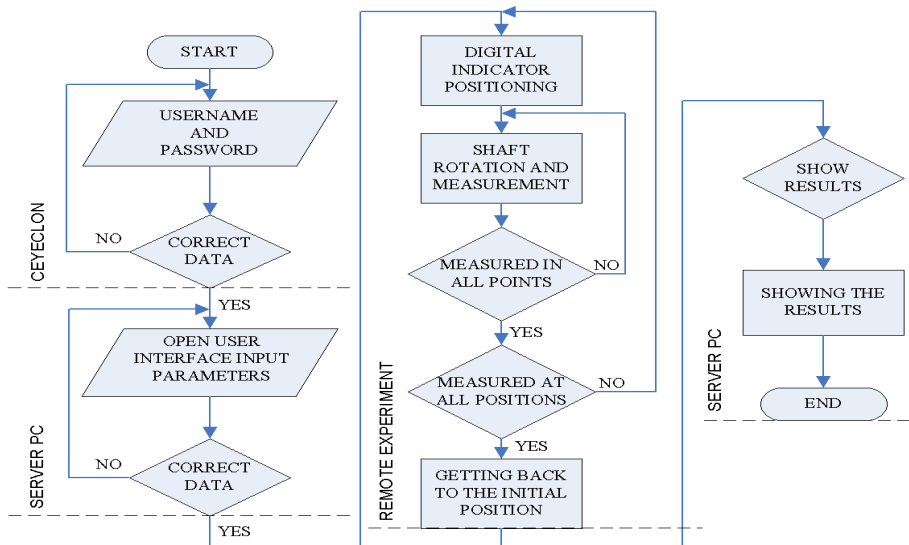 START
USERNAME
AND
PASSWORD
CORRECT
DATA
NO
YES
CEYECLON
OPEN USER
INTERFACE INPUT
PARAMETERS
CORRECT
DATA
NO
YES
SERVER PC
DIGITAL
INDICATOR
POSITIONING
SHAFT
ROTATION AND
MEASUREMENT
MEASURED IN
ALL POINTS
NO
YES
MEASURED AT
ALL POSITIONS
NO
YES
GETTING BACK
TO THE INITIAL
POSITION
REMOTE EXPERIMENT
SHOW
RESULTS
SHOWING THE
RESULTS
END
SERVER PC